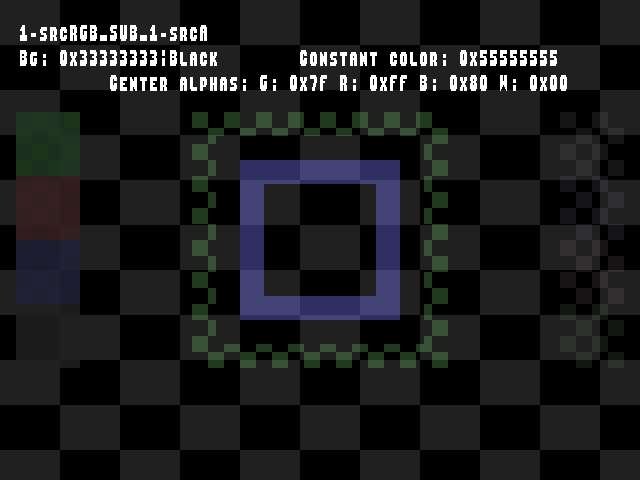 1-srcRGB_SUB_1-srcA
Bg: 0x33333333;Black Constant color: 0x55555555
Center alphas: G: 0x7f R: 0xff B: 0x80 W: 0x00